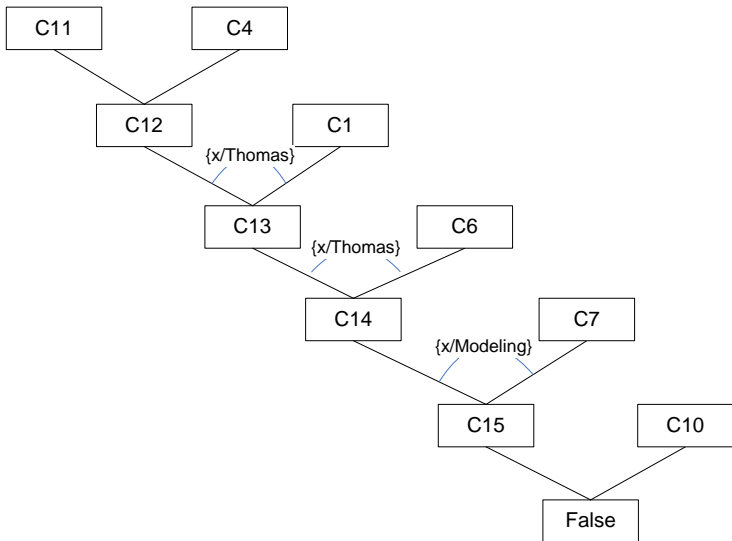 C11
C4
C12
C1
{x/Thomas}
C13
C6
{x/Thomas}
C14
C7
{x/Modeling}
C15
C10
False